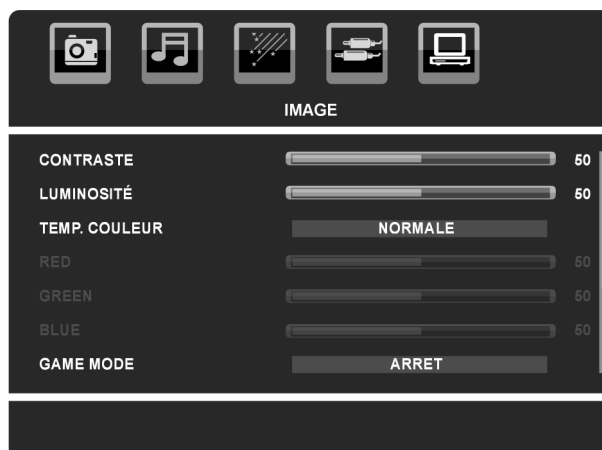 IMAGE
CONTRASTE 50
LUMINOSITÉ 50
TEMP. COULEUR NORMALE
RED 50
GREEN 50
BLUE 50
GAME MODE ARRET